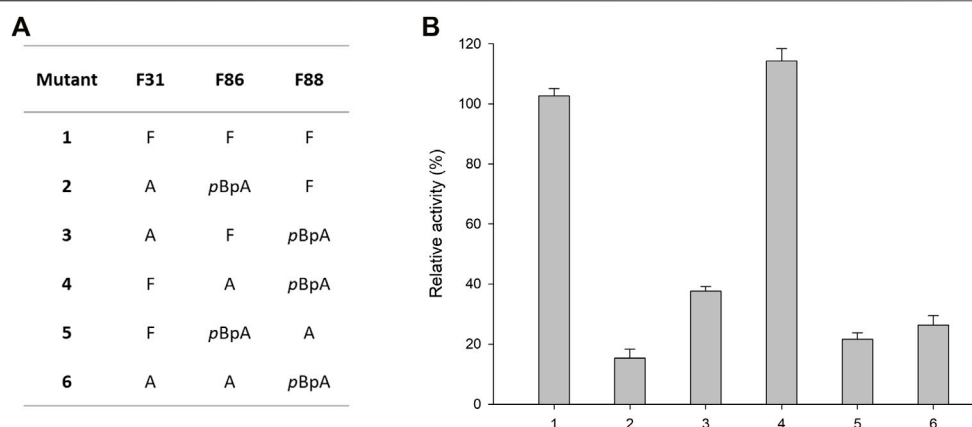 A
Mutant F31 F86 F88
1 F F F
2 A pBpA F
3 A F pBpA
4 F A pBpA
5 F pBpA A
6 A A pBpA
B
Relative activity (%)
120
100
80
60
40
20
0
1 2 3 4 5 6